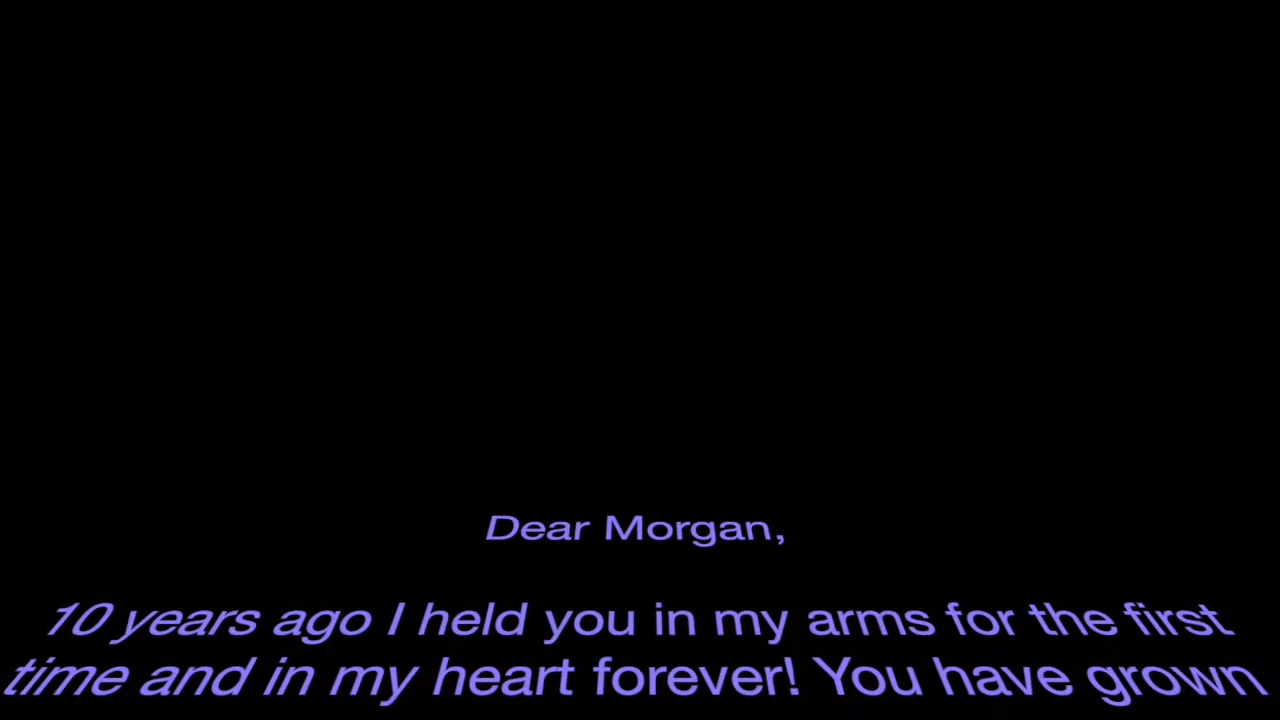 Dear Morgan,
10 years ago I held you in my arms for the first
time and in my heart forever! You have grown